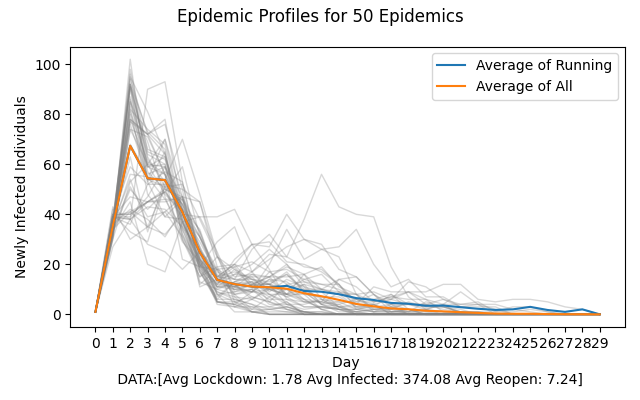 Epidemic Profiles for 50 Epidemics
Average of Running
Average of All
Newly Infected Individuals
100
80
60
40
20
0
0 1 2 3 4 5 6 7 8 9 10 11 12 13 14 15 16 17 18 19 20 21 22 23 24 25 26 27 28 29
Day
DATA:[Avg Lockdown: 1.78 Avg Infected: 374.08 Avg Reopen: 7.24]